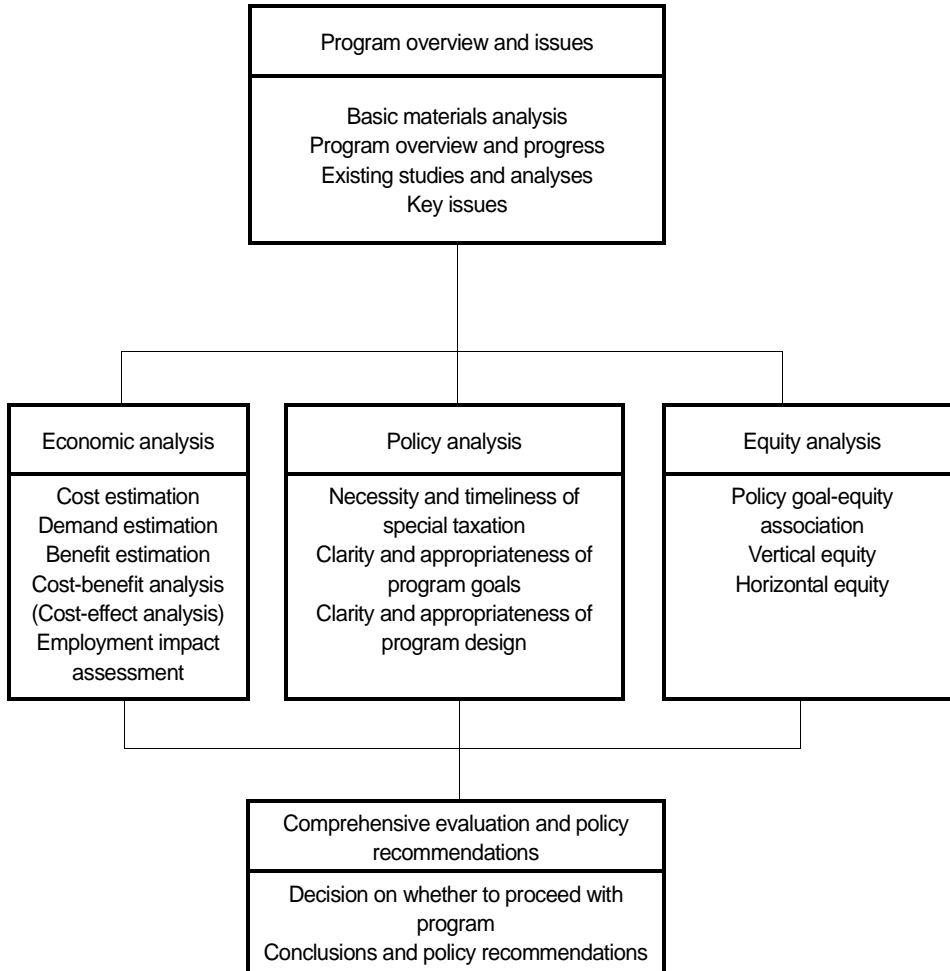 Program overview and issues
Basic materials analysis
Program overview and progress
Existing studies and analyses
Key issues
Economic analysis
Cost estimation
Demand estimation
Benefit estimation
Cost-benefit analysis
(Cost-effect analysis)
Employment impact
assessment
Policy analysis
Necessity and timeliness of
special taxation
Clarity and appropriateness of
program goals
Clarity and appropriateness of
program design
Equity analysis
Policy goal-equity
association
Vertical equity
Horizontal equity
Comprehensive evaluation and policy
recommendations
Decision on whether to proceed with
program
Conclusions and policy recommendations